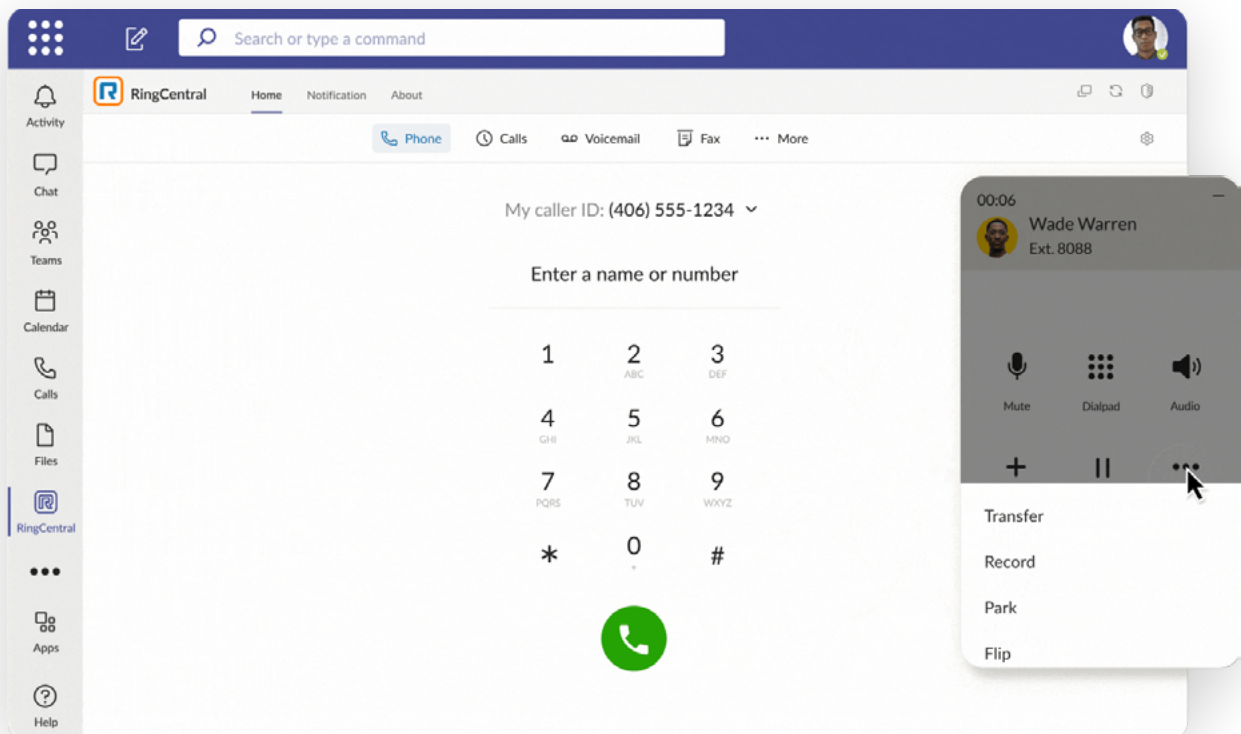 Search or type a command
Activity
Chat
Teams
Calendar
Calls
Files
RingCentral
Apps
Help
RingCentral Home Notification About
Phone Calls Voicemail Fax More
My caller ID: (406) 555-1234
Enter a name or number
1 2 3
ABC DEF
4 5 6
GHI JKL MNO
7 8 9
PQRS TUV WXYZ
* 0 #
+
00:06
Wade Warren
Ext. 8088
Mute Dialpad Audio
Transfer
Record
Park
Flip